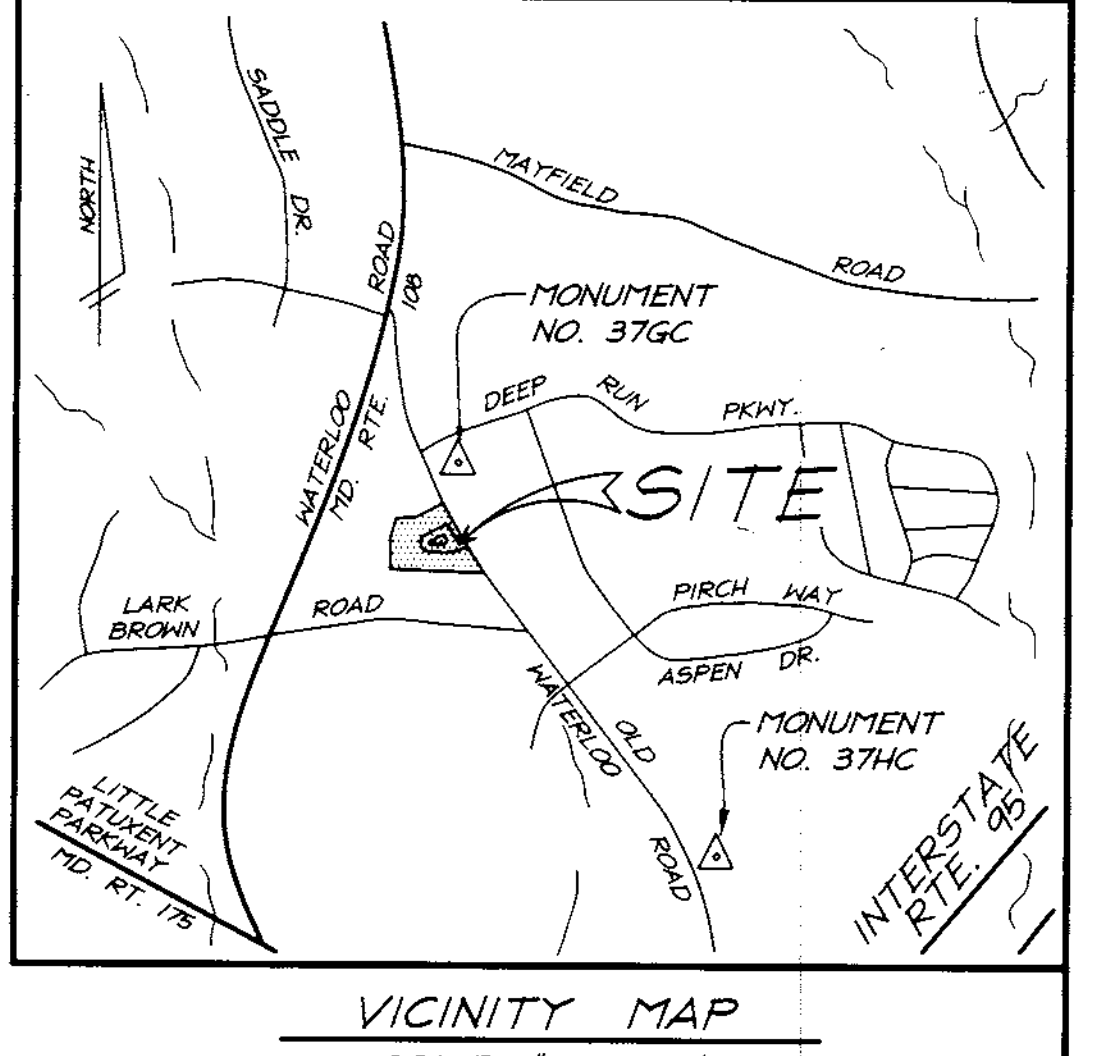 SADDLE DR.
NORTH
MAYFIELD ROAD
WATERLOO ROAD
MD. RTE. 108
MONUMENT
NO. 37GC
DEEP RUN PKWY.
SITE
LARK
BROWN ROAD
PIRCH WAY
ASPEN DR.
OLD
WATERLOO ROAD
MONUMENT
NO. 37HC
LITTLE
PATUXENT
PARKWAY
MD. RT. 175
INTERSTATE
RTE. 95
VICINITY MAP